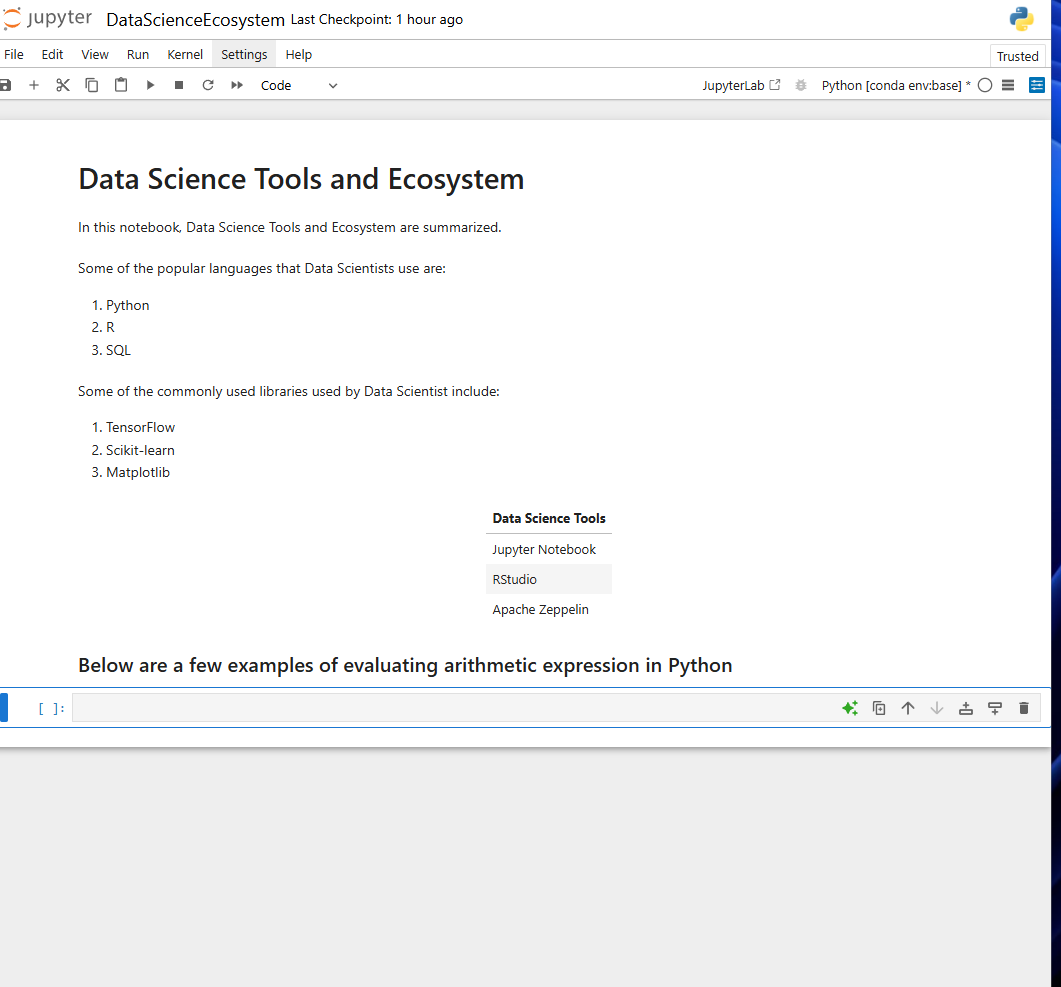 jupyter DataScienceEcosystem Last Checkpoint: 1 hour ago
File Edit View Run Kernel Settings Help Trusted
Code JupyterLab Python [conda env:base] *
Data Science Tools and Ecosystem
In this notebook, Data Science Tools and Ecosystem are summarized.
Some of the popular languages that Data Scientists use are:
1. Python
2. R
3. SQL
Some of the commonly used libraries used by Data Scientist include:
1. TensorFlow
2. Scikit-learn
3. Matplotlib
Data Science Tools
Jupyter Notebook
RStudio
Apache Zeppelin
Below are a few examples of evaluating arithmetic expression in Python
[ ]: